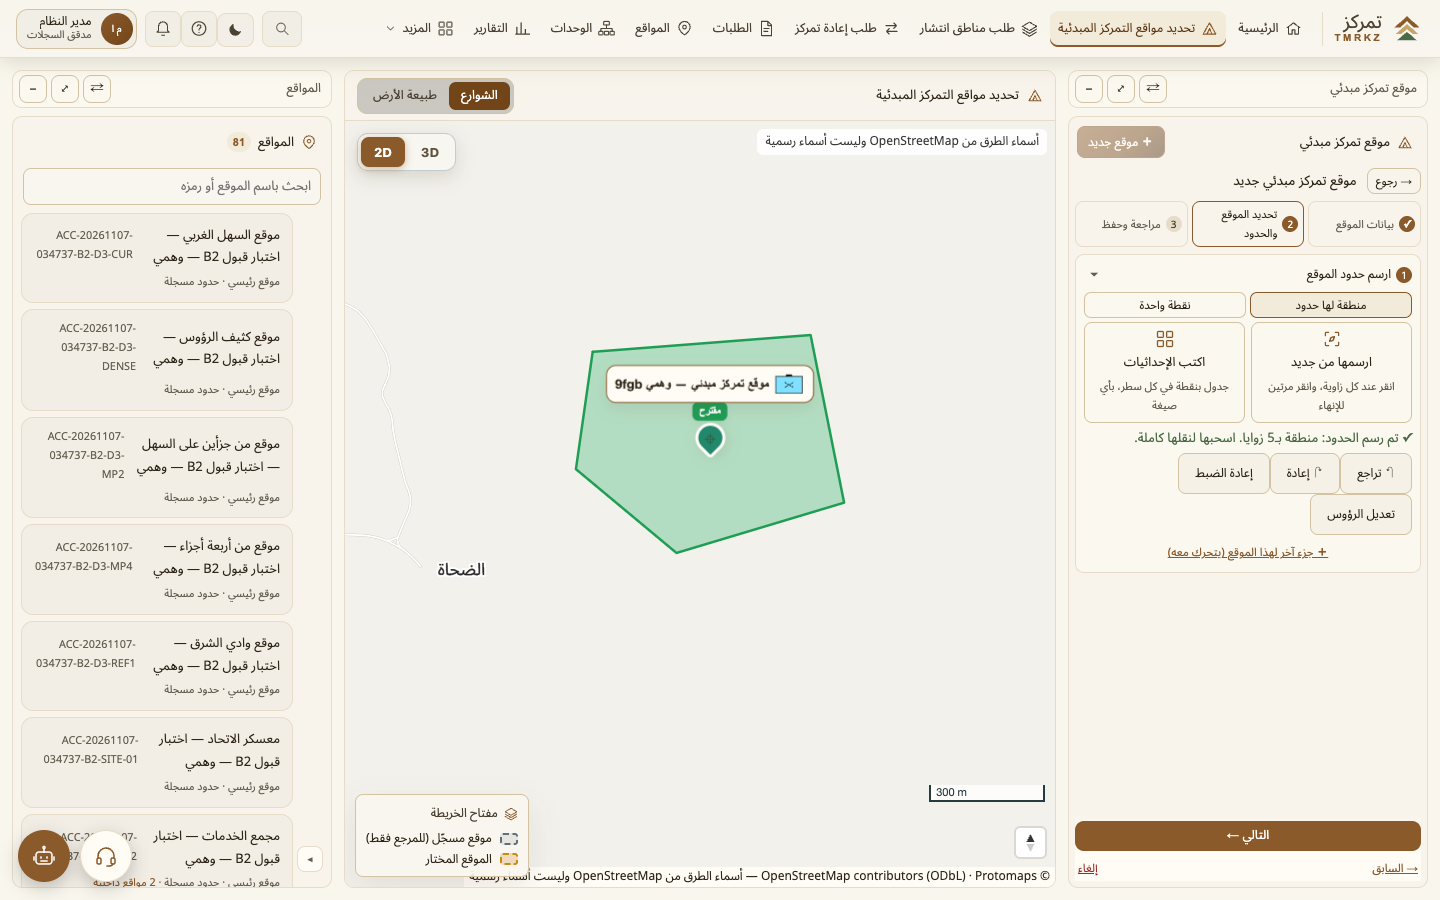 تمركز
TMRKZ
الرئيسية
تحديد مواقع التمركز المبدئية
طلب مناطق انتشار
طلب إعادة تمركز
الطلبات
المواقع
الوحدات
التقارير
المزيد
مدير النظام
مدقق السجلات
م ا
موقع تمركز مبدئي
موقع تمركز مبدئي
+ موقع جديد
→ رجوع
موقع تمركز مبدئي جديد
✓ بيانات الموقع
2 تحديد الموقع والحدود
3 مراجعة وحفظ
1 ارسم حدود الموقع
منطقة لها حدود
نقطة واحدة
ارسمها من جديد
انقر عند كل زاوية، وانقر مرتين
للإنهاء
اكتب الإحداثيات
جدول بنقطة في كل سطر، بأي
صيغة
✓ تم رسم الحدود: منطقة بـ5 زوايا. اسحبها لنقلها كاملة.
تراجع
إعادة
إعادة الضبط
تعديل الرؤوس
+ جزء آخر لهذا الموقع (يتحرك معه)
التالي ←
→ السابق
إلغاء
تحديد مواقع التمركز المبدئية
الشوارع
طبيعة الأرض
أسماء الطرق من OpenStreetMap وليست أسماء رسمية
2D
3D
موقع تمركز مبدئي — وهمي 9fgb
مقترح
الضحاة
300 m
مفتاح الخريطة
موقع مسجّل (للمرجع فقط)
الموقع المختار
© OpenStreetMap contributors (ODbL) · Protomaps — أسماء الطرق من OpenStreetMap وليست أسماء رسمية
المواقع
المواقع
81
ابحث باسم الموقع أو رمزه
موقع السهل الغربي —
اختبار قبول B2 — وهمي
ACC-20261107-
034737-B2-D3-CUR
موقع رئيسي · حدود مسجلة
موقع كثيف الرؤوس —
اختبار قبول B2 — وهمي
ACC-20261107-
034737-B2-D3-
DENSE
موقع رئيسي · حدود مسجلة
موقع من جزأين على السهل
— اختبار قبول B2 — وهمي
ACC-20261107-
034737-B2-D3-
MP2
موقع رئيسي · حدود مسجلة
موقع من أربعة أجزاء —
اختبار قبول B2 — وهمي
ACC-20261107-
034737-B2-D3-MP4
موقع رئيسي · حدود مسجلة
موقع وادي الشرق —
اختبار قبول B2 — وهمي
ACC-20261107-
034737-B2-D3-REF1
موقع رئيسي · حدود مسجلة
معسكر الاتحاد — اختبار
قبول B2 — وهمي
ACC-20261107-
034737-B2-SITE-01
موقع رئيسي · حدود مسجلة
مجمع الخدمات — اختبار
قبول B2 — وهمي
موقع رئيسي · حدود مسجلة · 2 مواقع داخلية